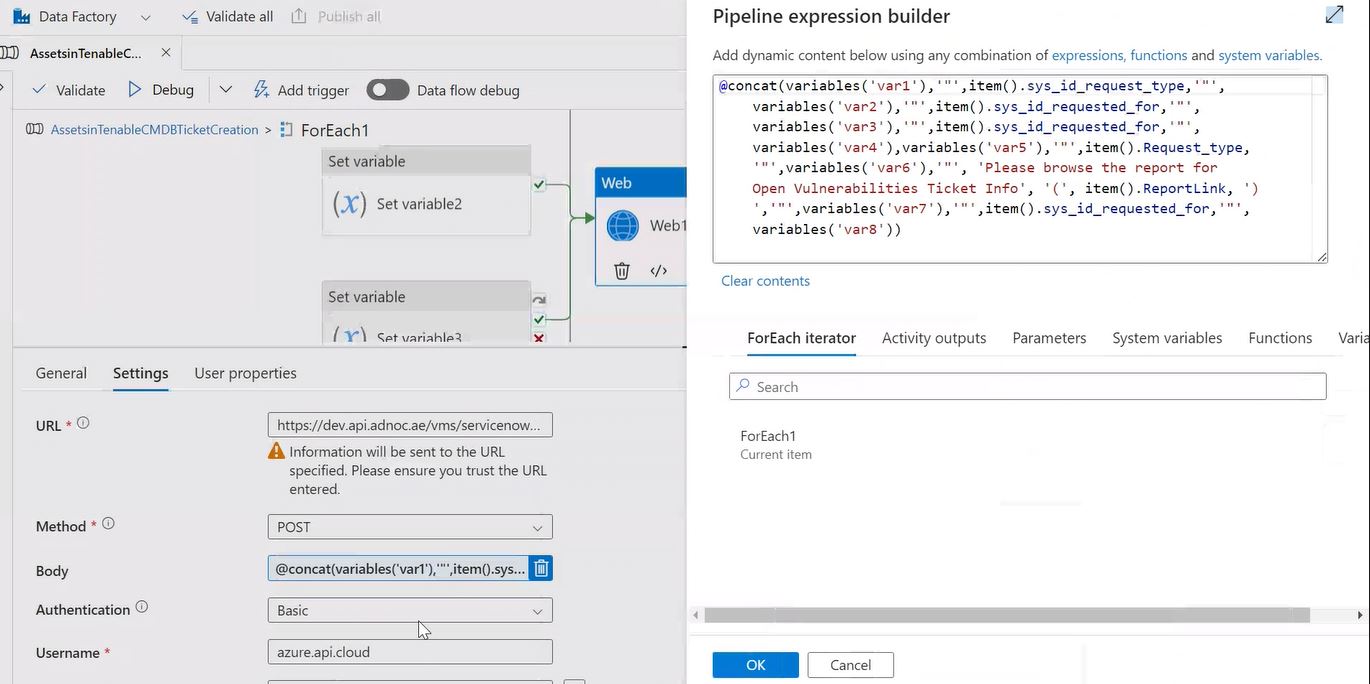 Data Factory
Validate all
Publish all
AssetsinTenableC...
Validate
Debug
Add trigger
Data flow debug
AssetsinTenableCMDBTicketCreation > ForEach1
Set variable
(x) Set variable2
Set variable
(x) Set variable3
Web
Web1
General
Settings
User properties
URL *
https://dev.api.adnoc.ae/vms/servicenow...
Information will be sent to the URL
specified. Please ensure you trust the URL
entered.
Method *
POST
Body
@concat(variables('var1'),'"',item().sys...
Authentication
Basic
Username *
azure.api.cloud
Pipeline expression builder
Add dynamic content below using any combination of expressions, functions and system variables.
@concat(variables('var1'),'"',item().sys_id_request_type,'"',
variables('var2'),'"',item().sys_id_requested_for,'"',
variables('var3'),'"',item().sys_id_requested_for,'"',
variables('var4'),variables('var5'),'"',item().Request_type,
'"',variables('var6'),'"', 'Please browse the report for
Open Vulnerabilities Ticket Info', '(', item().ReportLink, ')
','"',variables('var7'),'"',item().sys_id_requested_for,'"',
variables('var8'))
Clear contents
ForEach iterator
Activity outputs
Parameters
System variables
Functions
Varia
Search
ForEach1
Current item
OK
Cancel